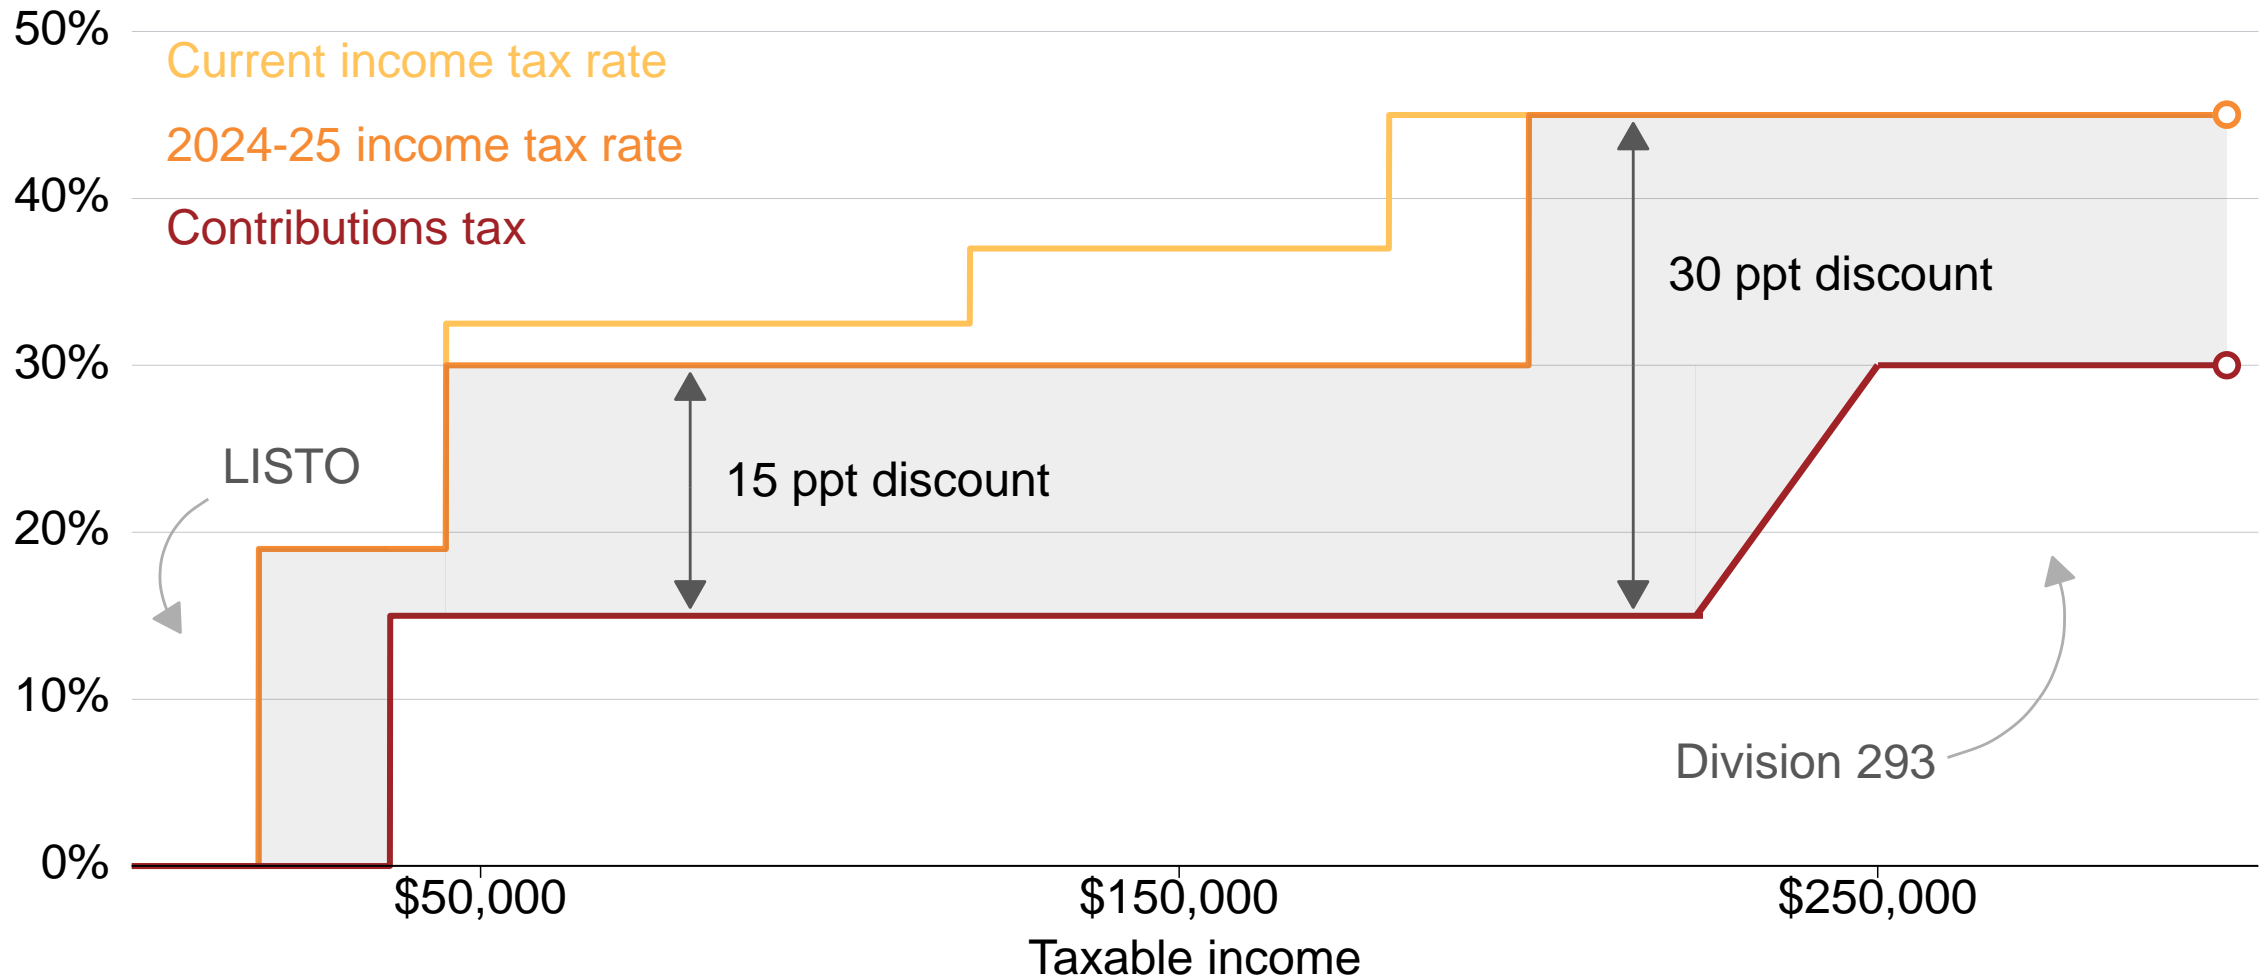 50%
Current income tax rate
2024-25 income tax rate
40%
Contributions tax
30 ppt discount
30%
LISTO
15 ppt discount
20%
10%
Division 293
0%
$50,000
$150,000
$250,000
Taxable income